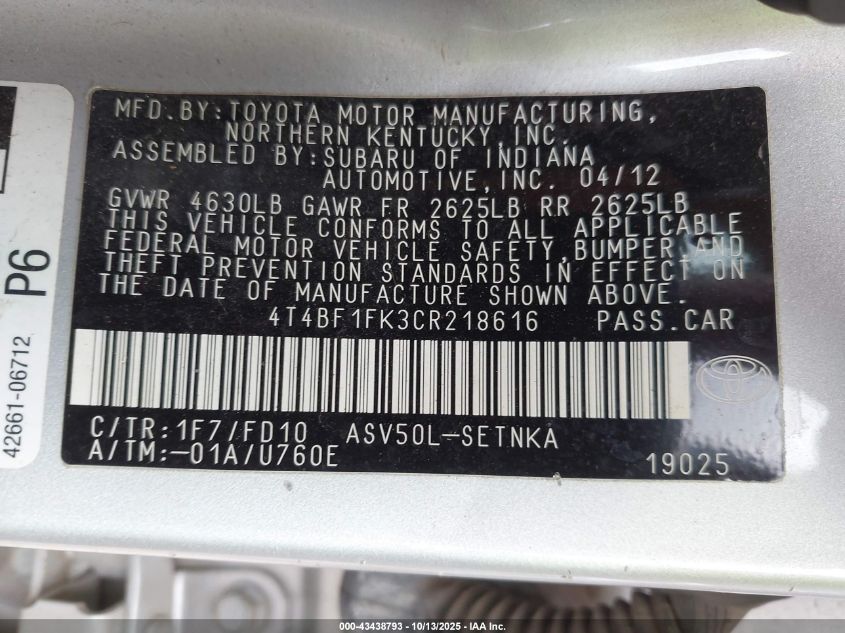 MFD.BY:TOYOTA MOTOR MANUFACTURING,
NORTHERN KENTUCKY,INC.
ASSEMBLED BY:SUBARU OF INDIANA
AUTOMOTIVE,INC. 04/12
GVWR 4630LB GAWR FR 2625LB RR 2625LB
THIS VEHICLE CONFORMS TO ALL APPLICABLE
FEDERAL MOTOR VEHICLE SAFETY,BUMPER,AND
THEFT PREVENTION STANDARDS IN EFFECT ON
THE DATE OF MANUFACTURE SHOWN ABOVE.
4T4BF1FK3CR218616 PASS.CAR
C/TR:1F7/FD10 ASV50L-SETNKA
A/TM:-01A/U760E
19025
P6
42661-06712
000-43438793 - 10/13/2025 - IAA Inc.